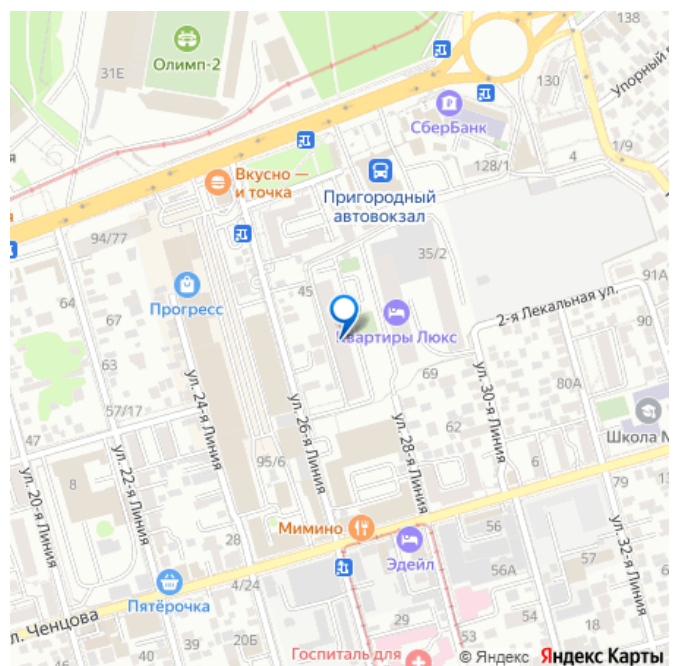 138
31Е
Олимп-2
130
Упорный
СберБанк
1/9
128/1
4
Вкусно —
и точка
Пригородный
автовокзал
94/77
35/2
91А
Прогресс
45
64
67
2-я Лекальная ул.
90
Квартиры Люкс
69
80А
57/17
ул. 24-я Линия
ул. 26-я Линия
ул. 28-я Линия
ул. 30-я Линия
47
62
Школа №
95/6
8
6
79
ул. 20-я Линия
ул. 22-я Линия
ул. 32-я Линия
Мимино
56
28
Эдейл
57
56А
Пятёрочка
4/24
54
л. Ченцова
29
18
39
20Б
53
Госпиталь для
© Яндекс Яндекс Карты